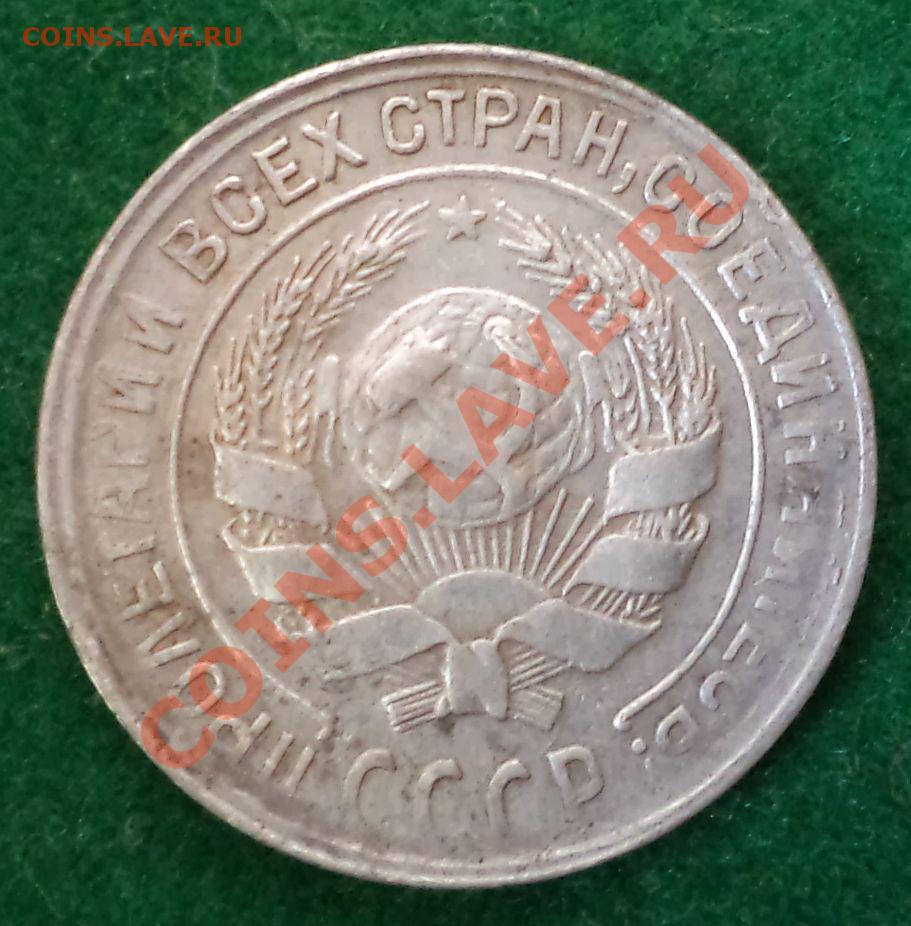 COINS.LAVE.RU
ПРОЛЕТАРИИ ВСЕХ СТРАН, СОЕДИНЯЙТЕСЬ!
СССР
COINS.LAVE.RU